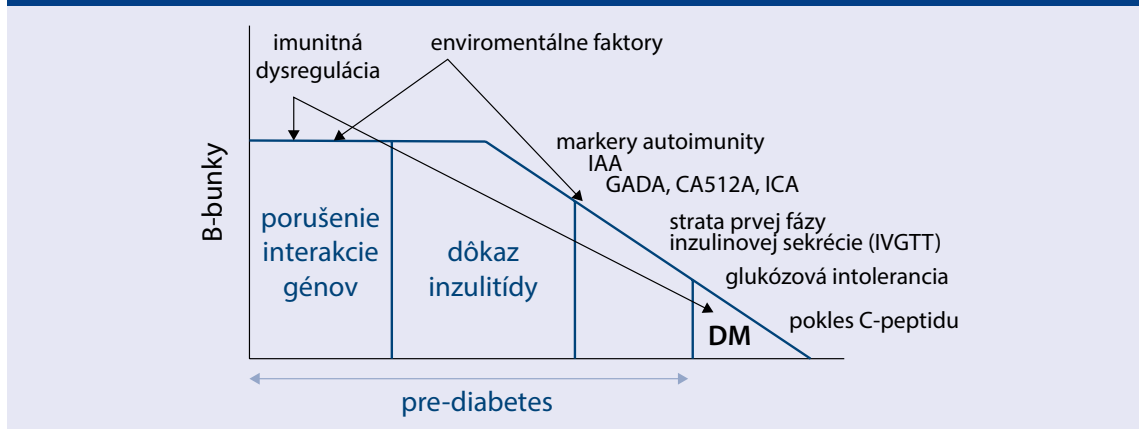 imunitná
dysregulácia
enviromentálne faktory
markery autoimunity
IAA
GADA, CA512A, ICA
strata prvej fázy
inzulinovej sekrécie (IVGTT)
glukózová intolerancia
pokles C-peptidu
B-bunky
porušenie
interakcie
génov
dôkaz
inzulitídy
DM
pre-diabetes